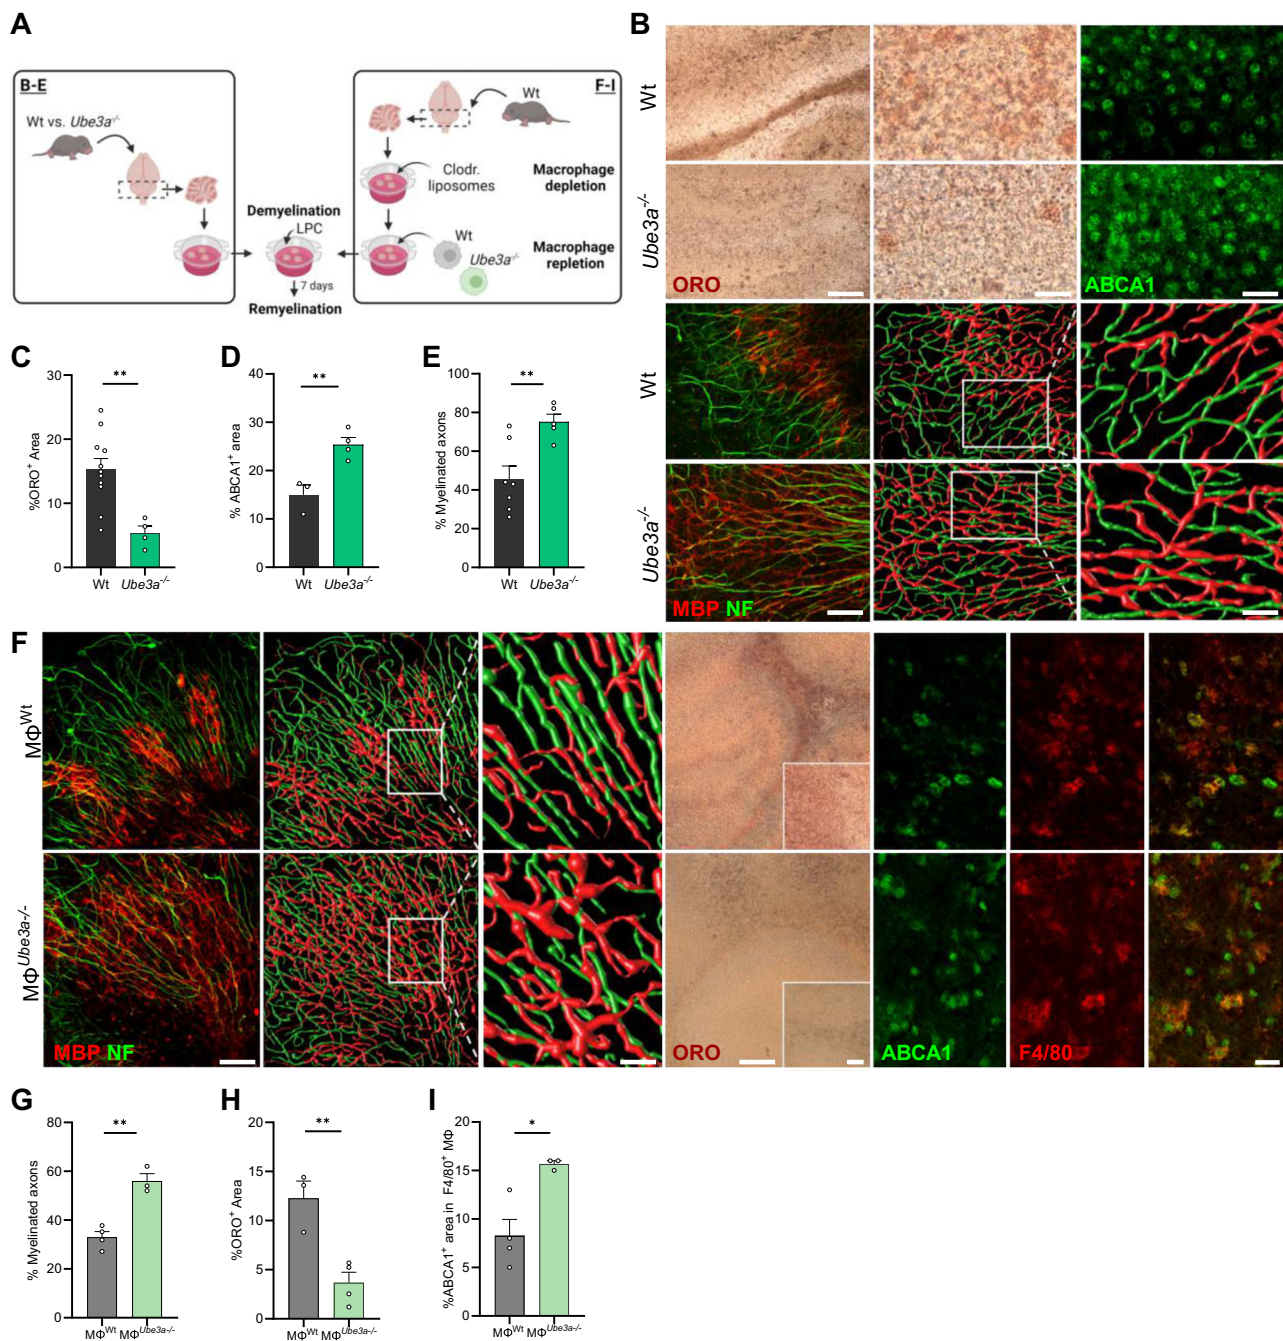 A
B-E
Wt vs. Ube3a-/-
Demyelination
LPC
7 days
Remyelination
F-I
Wt
Clodr.
liposomes
Macrophage
depletion
Wt
Ube3a-/-
Macrophage
repletion
B
Wt
Ube3a-/-
ORO
ABCA1
Wt
Ube3a-/-
MBP NF
C
**
%ORO+ Area
30
20
10
0
Wt
Ube3a-/-
D
**
% ABCA1+ area
40
30
20
10
0
Wt
Ube3a-/-
E
**
% Myelinated axons
100
80
60
40
20
0
Wt
Ube3a-/-
F
MΦWt
MΦUbe3a-/-
MBP NF
ORO
ABCA1
F4/80
G
**
% Myelinated axons
80
60
40
20
0
MΦWt
MΦUbe3a-/-
H
**
%ORO+ Area
20
15
10
5
0
MΦWt
MΦUbe3a-/-
I
*
%ABCA1+ area in F4/80+ MΦ
20
15
10
5
0
MΦWt
MΦUbe3a-/-